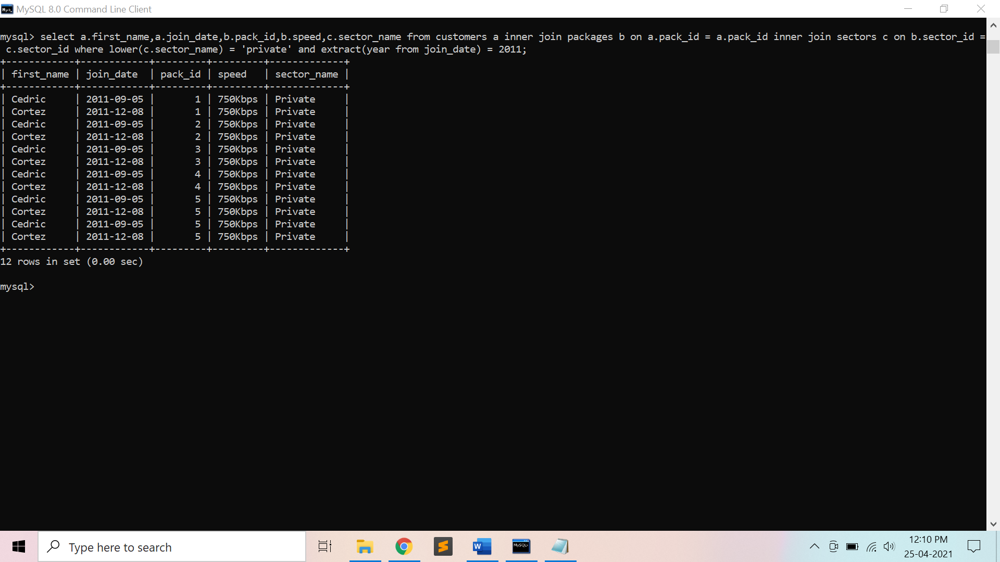 MySQL 8.0 Command Line Client
mysql> select a.first_name,a.join_date,b.pack_id,b.speed,c.sector_name from customers a inner join packages b on a.pack_id = a.pack_id inner join sectors c on b.sector_id =
 c.sector_id where lower(c.sector_name) = 'private' and extract(year from join_date) = 2011;
+------------+------------+---------+---------+-------------+
| first_name | join_date  | pack_id | speed   | sector_name |
+------------+------------+---------+---------+-------------+
| Cedric     | 2011-09-05 |       1 | 750Kbps | Private     |
| Cortez     | 2011-12-08 |       1 | 750Kbps | Private     |
| Cedric     | 2011-09-05 |       2 | 750Kbps | Private     |
| Cortez     | 2011-12-08 |       2 | 750Kbps | Private     |
| Cedric     | 2011-09-05 |       3 | 750Kbps | Private     |
| Cortez     | 2011-12-08 |       3 | 750Kbps | Private     |
| Cedric     | 2011-09-05 |       4 | 750Kbps | Private     |
| Cortez     | 2011-12-08 |       4 | 750Kbps | Private     |
| Cedric     | 2011-09-05 |       5 | 750Kbps | Private     |
| Cortez     | 2011-12-08 |       5 | 750Kbps | Private     |
| Cedric     | 2011-09-05 |       5 | 750Kbps | Private     |
| Cortez     | 2011-12-08 |       5 | 750Kbps | Private     |
+------------+------------+---------+---------+-------------+
12 rows in set (0.00 sec)
mysql>
Type here to search
W
MySQL>
12:10 PM
25-04-2021